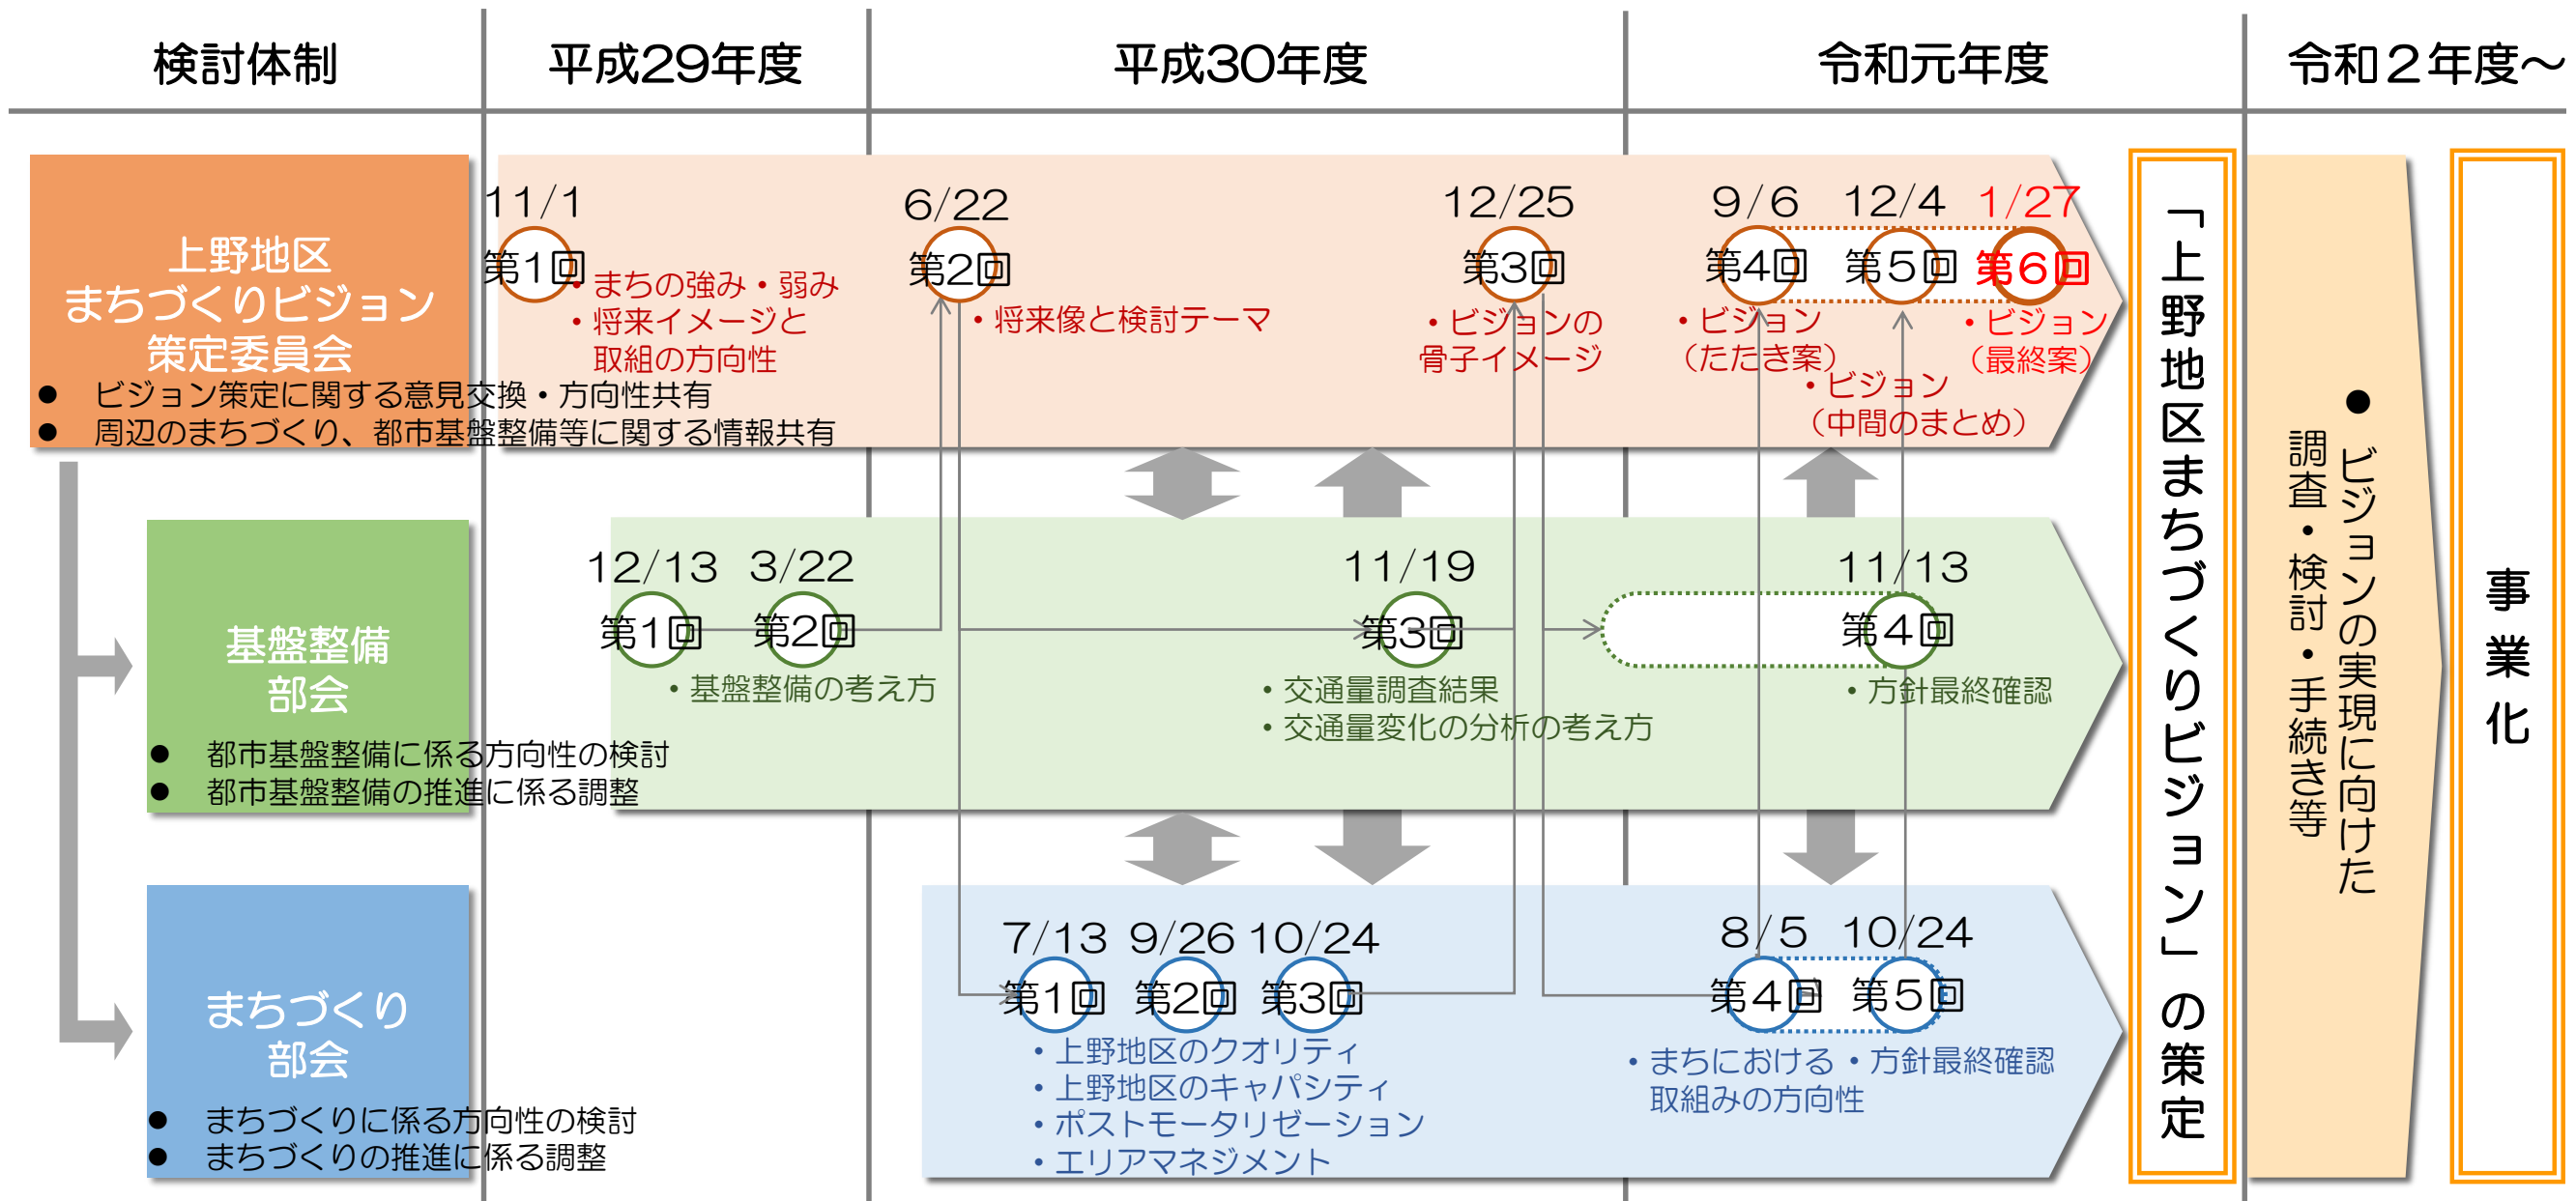 検討体制
平成29年度
平成30年度
令和元年度
令和２年度～
上野地区
まちづくりビジョン
策定委員会
● ビジョン策定に関する意見交換・方向性共有
● 周辺のまちづくり、都市基盤整備等に関する情報共有
11/1
第1回
・まちの強み・弱み
・将来イメージと
取組の方向性
6/22
第2回
・将来像と検討テーマ
12/25
第3回
・ビジョンの
骨子イメージ
9/6
第4回
・ビジョン
（たたき案）
12/4
第5回
・ビジョン
（中間のまとめ）
1/27
第6回
・ビジョン
（最終案）
基盤整備
部会
● 都市基盤整備に係る方向性の検討
● 都市基盤整備の推進に係る調整
12/13
第1回
3/22
第2回
・基盤整備の考え方
11/19
第3回
・交通量調査結果
・交通量変化の分析の考え方
11/13
第4回
・方針最終確認
まちづくり
部会
● まちづくりに係る方向性の検討
● まちづくりの推進に係る調整
7/13
第1回
9/26
第2回
10/24
第3回
・上野地区のクオリティ
・上野地区のキャパシティ
・ポストモータリゼーション
・エリアマネジメント
8/5
第4回
・まちにおける
取組みの方向性
10/24
第5回
・方針最終確認
「上野地区まちづくりビジョン」の策定
● ビジョンの実現に向けた
調査・検討・手続き等
事業化